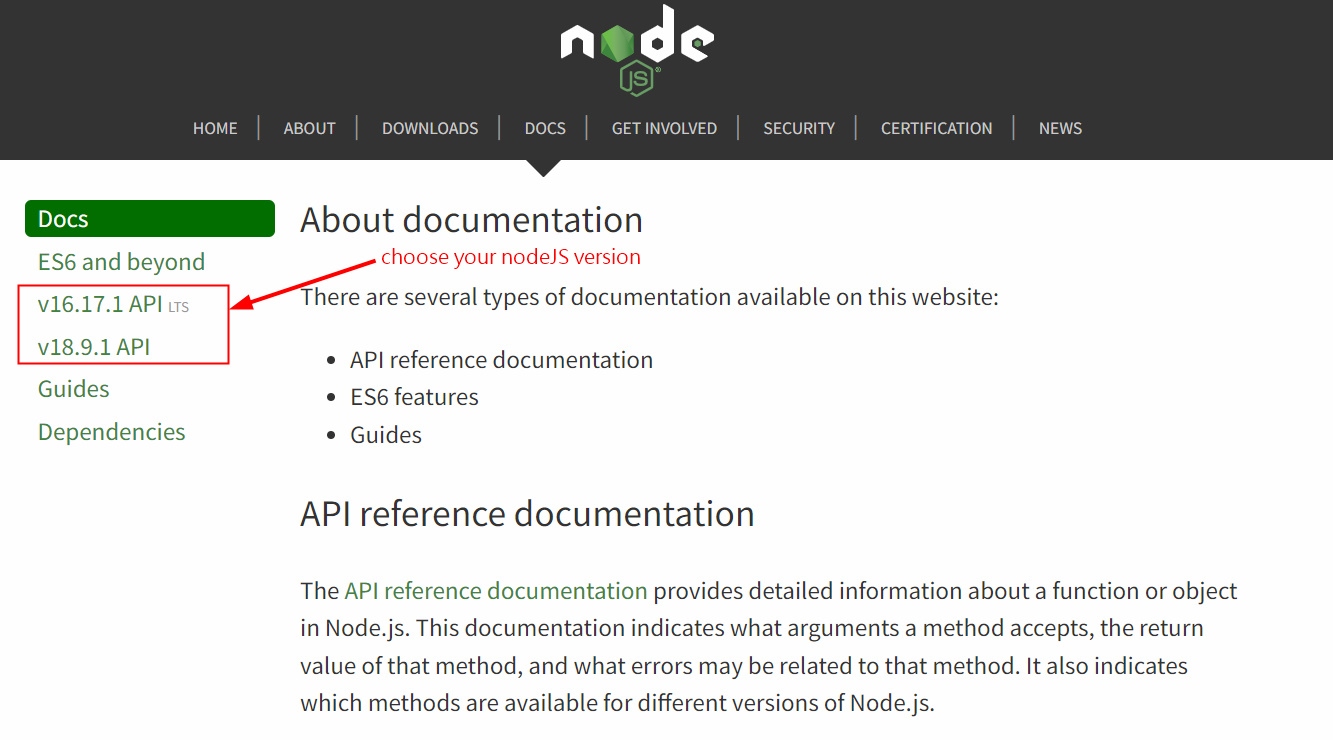 node
JS
HOME ABOUT DOWNLOADS DOCS GET INVOLVED SECURITY CERTIFICATION NEWS
Docs
ES6 and beyond
v16.17.1 API LTS
v18.9.1 API
Guides
Dependencies
About documentation
choose your nodeJS version
There are several types of documentation available on this website:
• API reference documentation
• ES6 features
• Guides
API reference documentation
The API reference documentation provides detailed information about a function or object
in Node.js. This documentation indicates what arguments a method accepts, the return
value of that method, and what errors may be related to that method. It also indicates
which methods are available for different versions of Node.js.